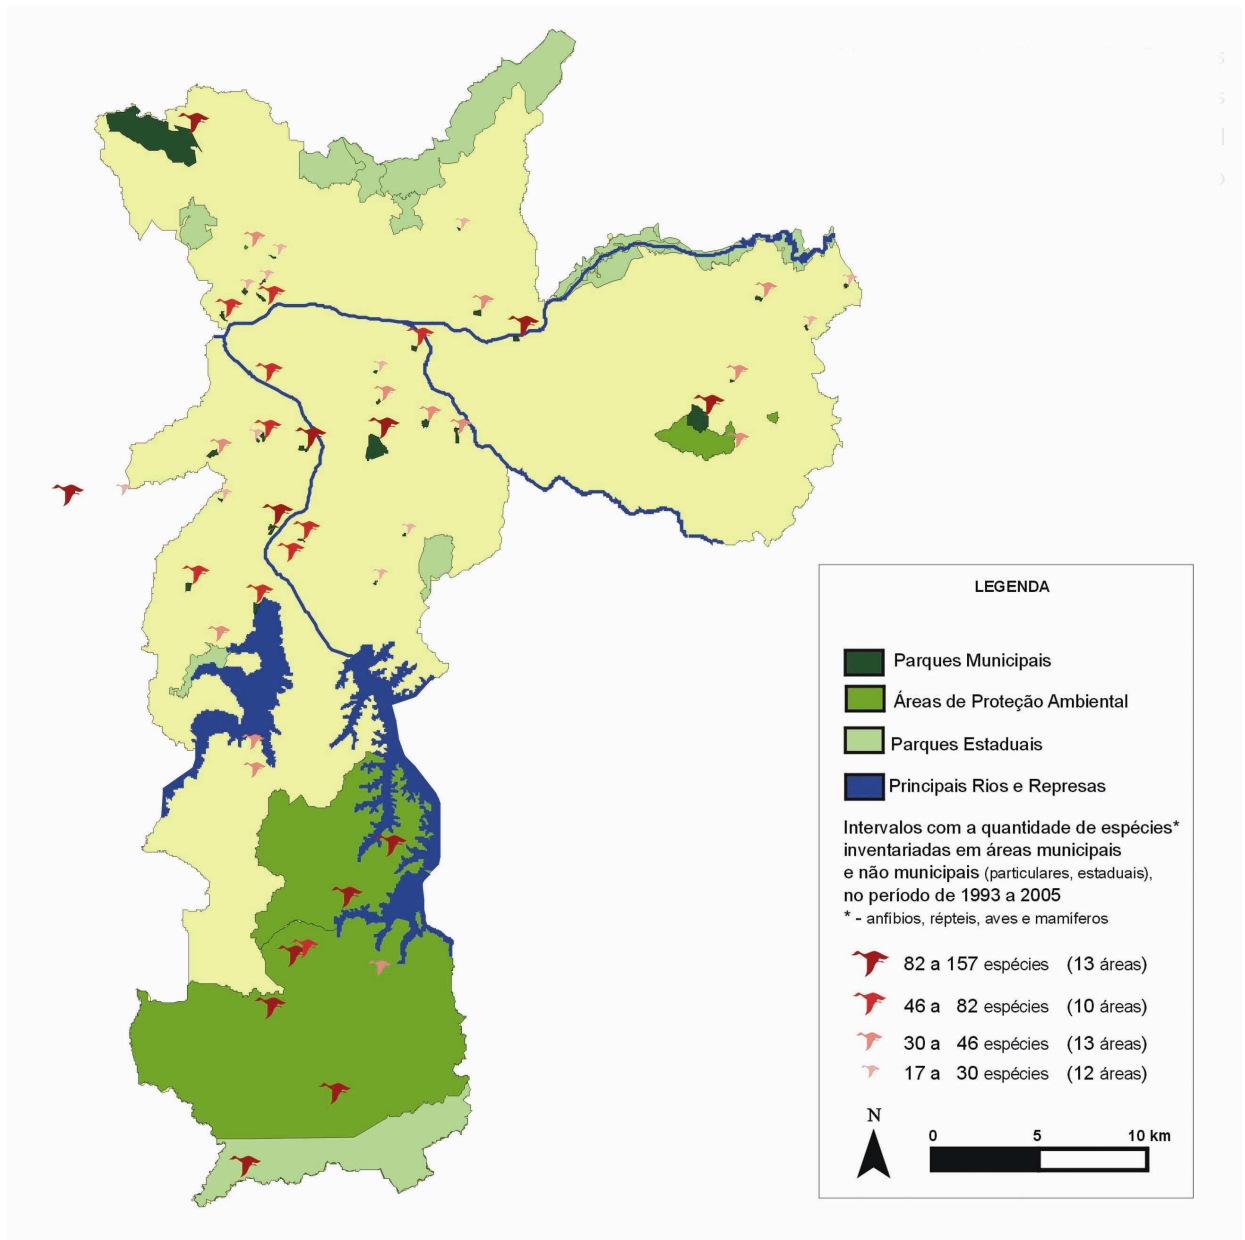 LEGENDA
Parques Municipais
Áreas de Proteção Ambiental
Parques Estaduais
Principais Rios e Represas
Intervalos com a quantidade de espécies*
inventariadas em áreas municipais
e não municipais (particulares, estaduais),
no período de 1993 a 2005
* - anfíbios, répteis, aves e mamíferos
82 a 157 espécies (13 áreas)
46 a 82 espécies (10 áreas)
30 a 46 espécies (13 áreas)
17 a 30 espécies (12 áreas)
N
0 5 10 km